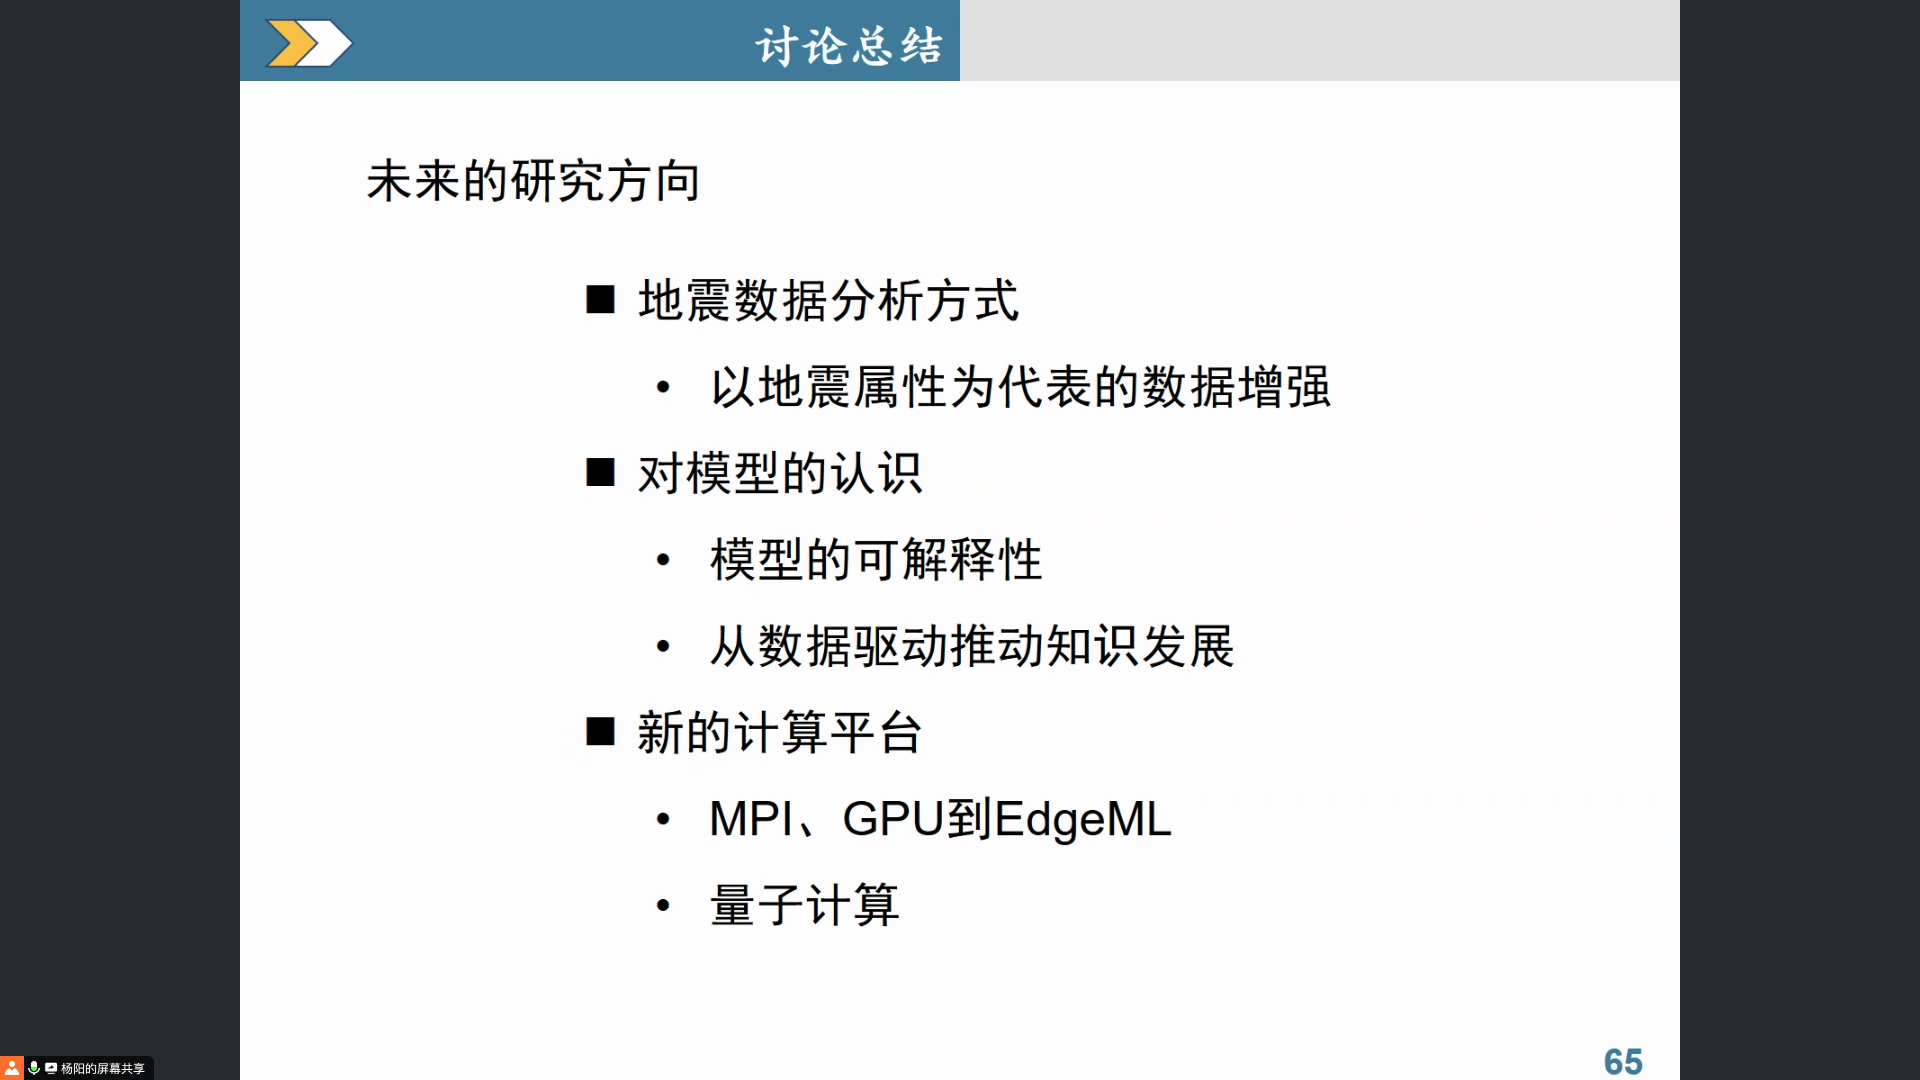 讨论总结
未来的研究方向
■ 地震数据分析方式
• 以地震属性为代表的数据增强
■ 对模型的认识
• 模型的可解释性
• 从数据驱动推动知识发展
■ 新的计算平台
• MPI、GPU到EdgeML
• 量子计算
65
杨阳的屏幕共享